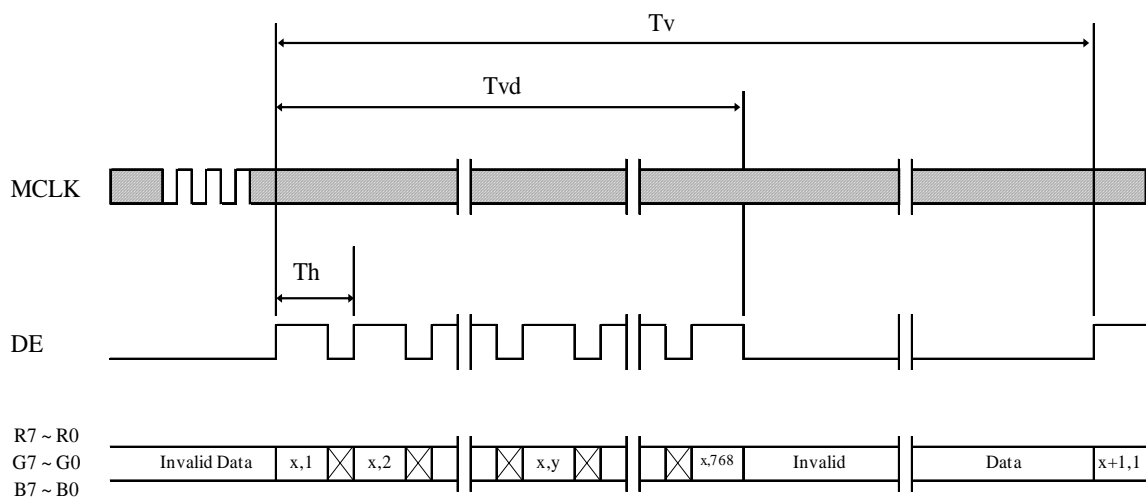 Tv
Tvd
MCLK
Th
DE
R7 ~ R0
G7 ~ G0
B7 ~ B0
Invalid Data
x,1
x,2
x,y
x,768
Invalid
Data
x+1,1